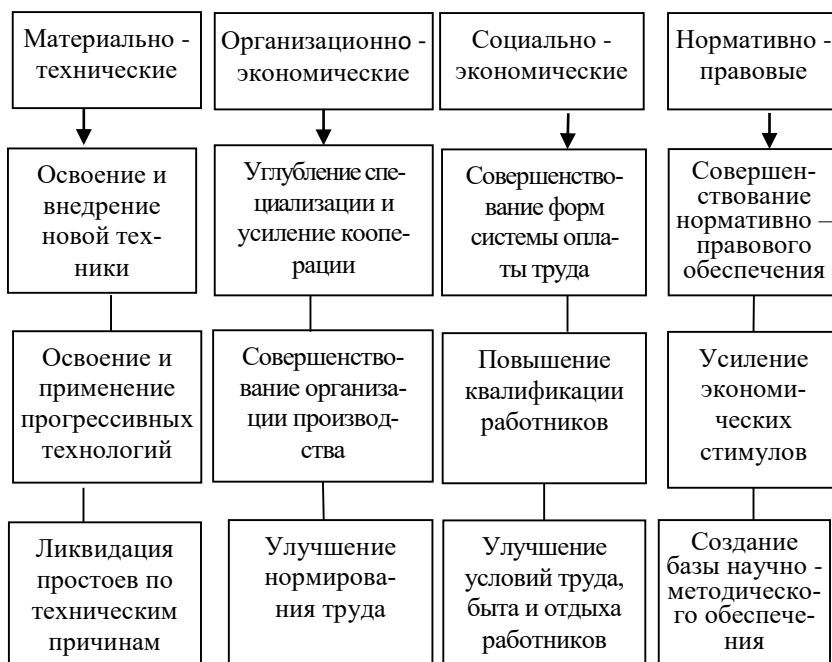 Материально -
технические
Организационно -
экономические
Социально -
экономические
Нормативно -
правовые
Освоение и
внедрение
новой тех-
ники
Углубление спе-
циализации и
усиление коопе-
рации
Совершенство-
вание форм
системы опла-
ты труда
Совершен-
ствование
нормативно –
правового
обеспечения
Освоение и
применение
прогрессивных
технологий
Совершенство-
вание организа-
ции производ-
ства
Повышение
квалификации
работников
Усиление
экономи-
ческих
стимулов
Ликвидация
простоев по
техническим
причинам
Улучшение
нормирова-
ния труда
Улучшение
условий труда,
быта и отдыха
работников
Создание
базы научно -
методическо-
го обеспече-
ния